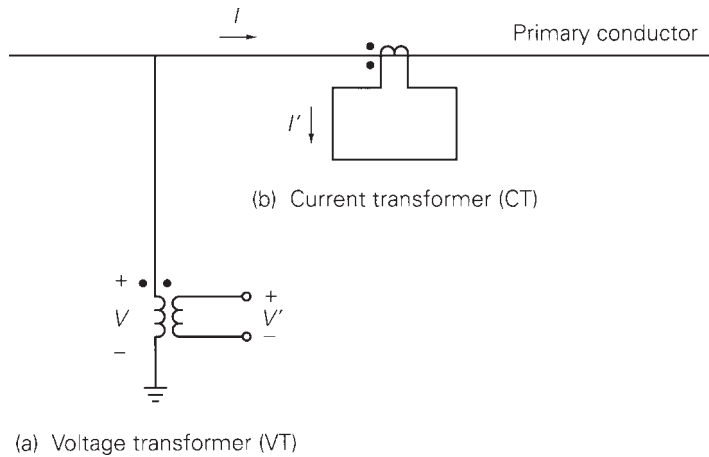 I
Primary conductor
I'
(b) Current transformer (CT)
+
V
–
+
V'
–
(a) Voltage transformer (VT)